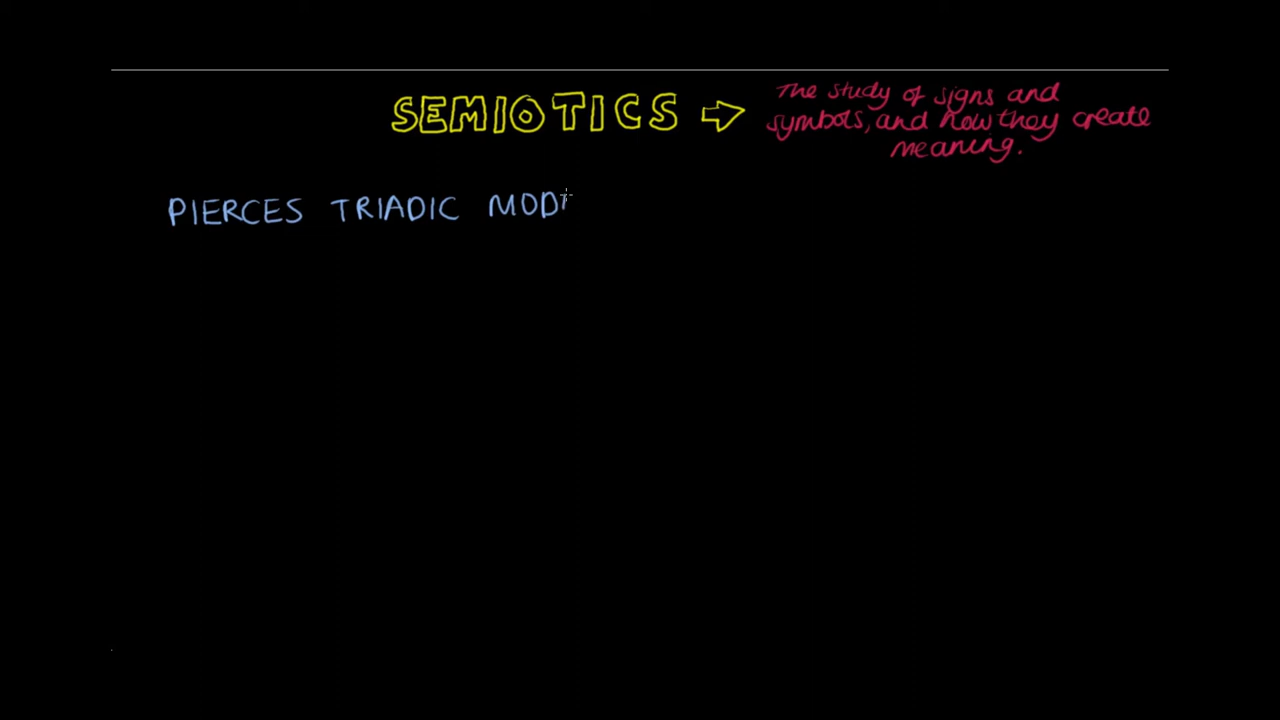 SEMIOTICS
The study of signs and
symbols, and how they create
meaning.
PIERCES TRIADIC MOD